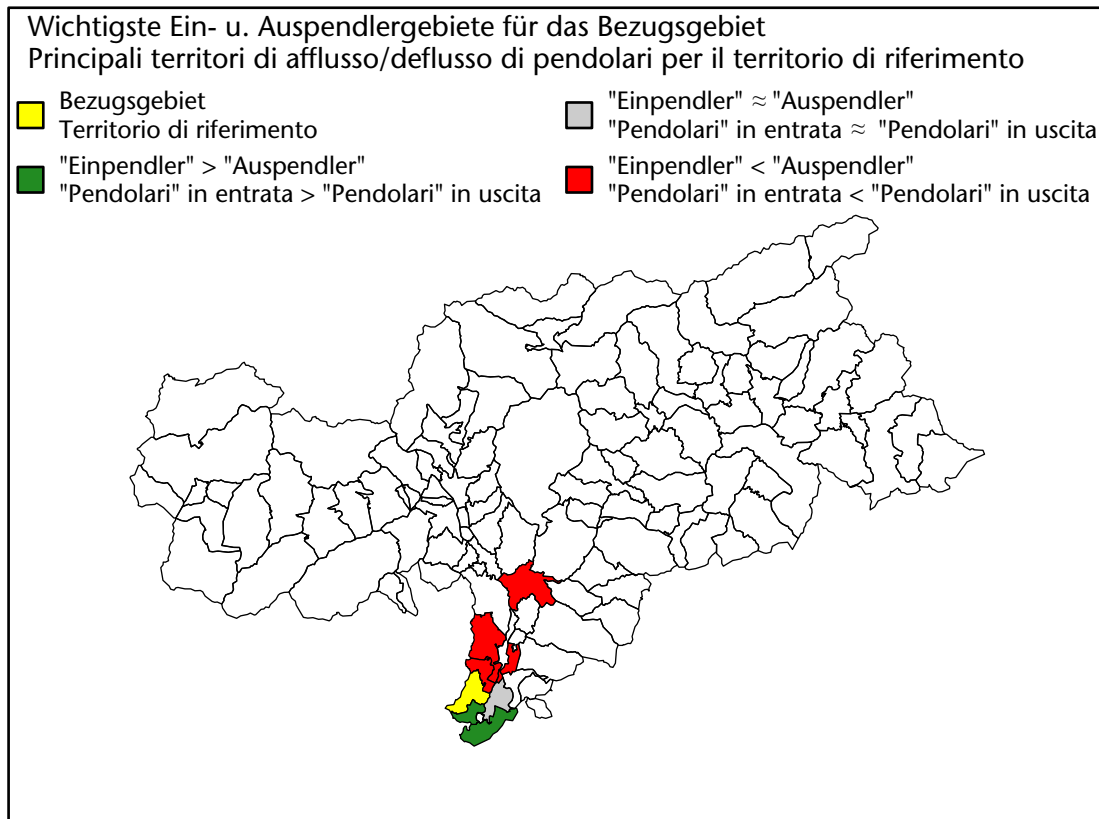 Wichtigste Ein- u. Auspendlergebiete für das Bezugsgebiet
Principali territori di afflusso/deflusso di pendolari per il territorio di riferimento
Bezugsgebiet
Territorio di riferimento
"Einpendler" > "Auspendler"
"Pendolari" in entrata > "Pendolari" in uscita
"Einpendler" ≈ "Auspendler"
"Pendolari" in entrata ≈ "Pendolari" in uscita
"Einpendler" < "Auspendler"
"Pendolari" in entrata < "Pendolari" in uscita